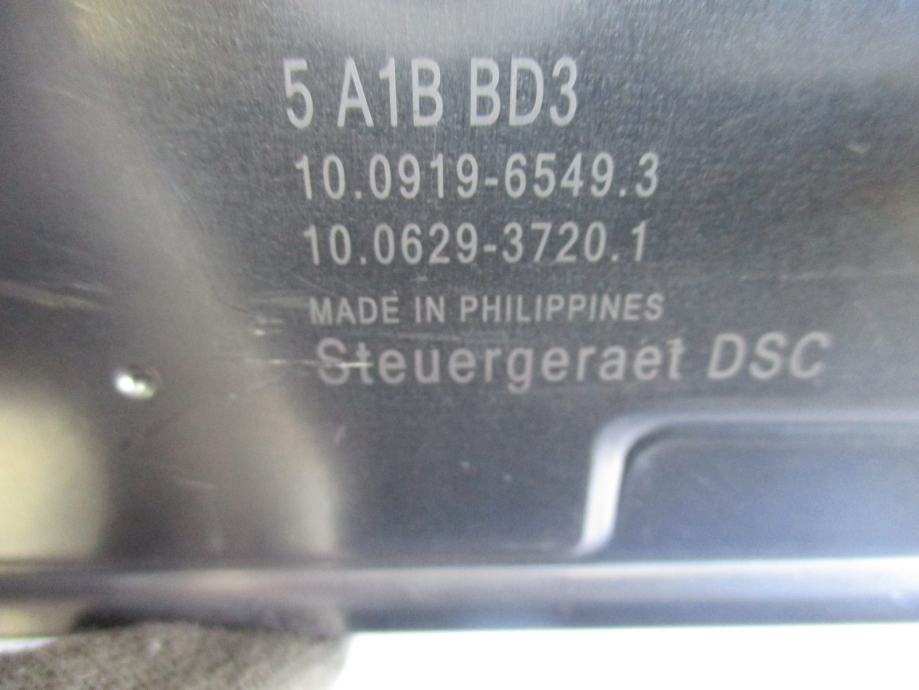 5 A1B BD3
10.0919-6549.3
10.0629-3720.1
MADE IN PHILIPPINES
Steuergeraet DSC